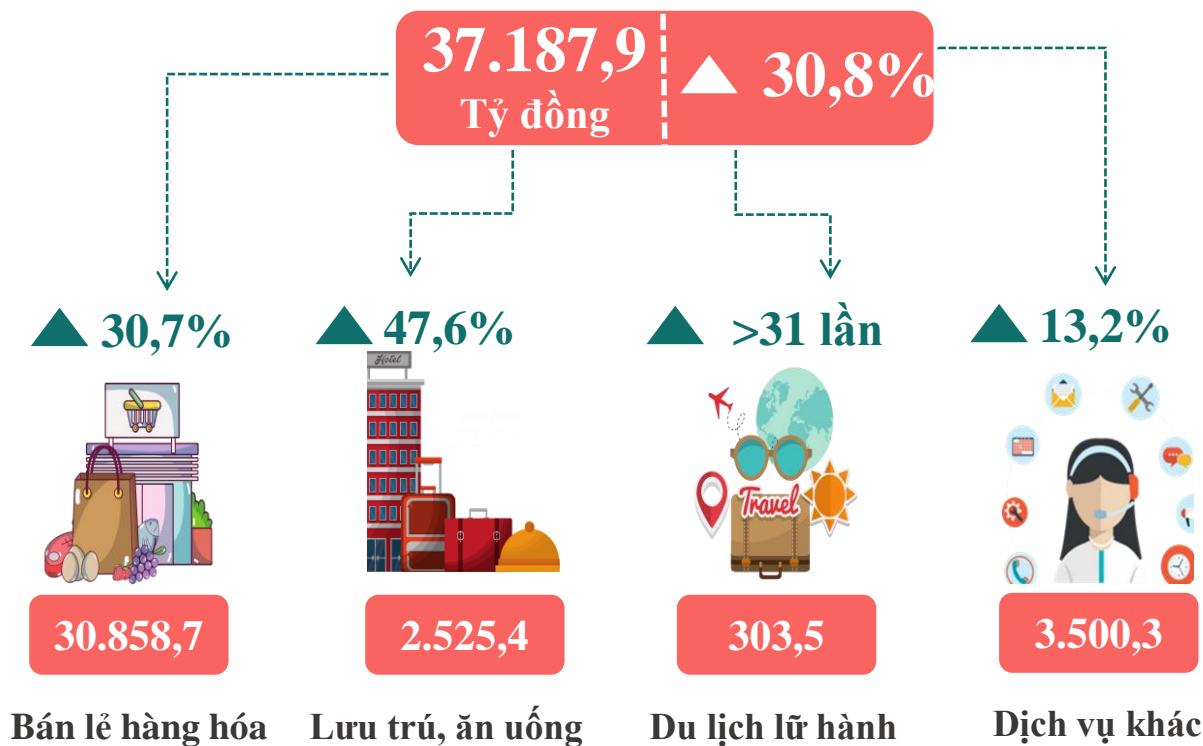 37.187,9
Tỷ đồng
30,8%
30,7%
47,6%
>31 lần
13,2%
Hotel
Travel
30.858,7
2.525,4
303,5
3.500,3
Bán lẻ hàng hóa
Lưu trú, ăn uống
Du lịch lữ hành
Dịch vụ khác